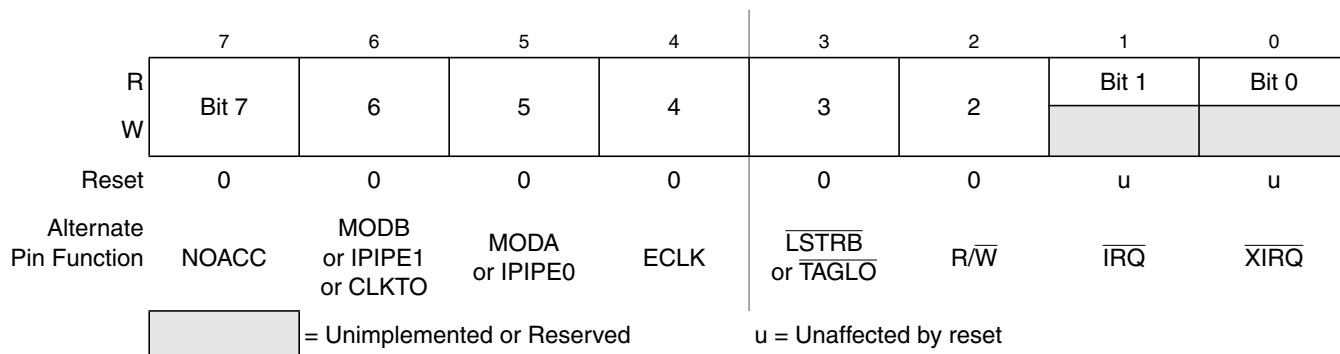 7 6 5 4 3 2 1 0
R Bit 7 6 5 4 3 2 Bit 1 Bit 0
W
Reset 0 0 0 0 0 0 u u
Alternate Pin Function NOACC MODB or IPIPE1 or CLKTO MODA or IPIPE0 ECLK LSTRB or TAGLO R/W IRQ XIRQ
= Unimplemented or Reserved u = Unaffected by reset